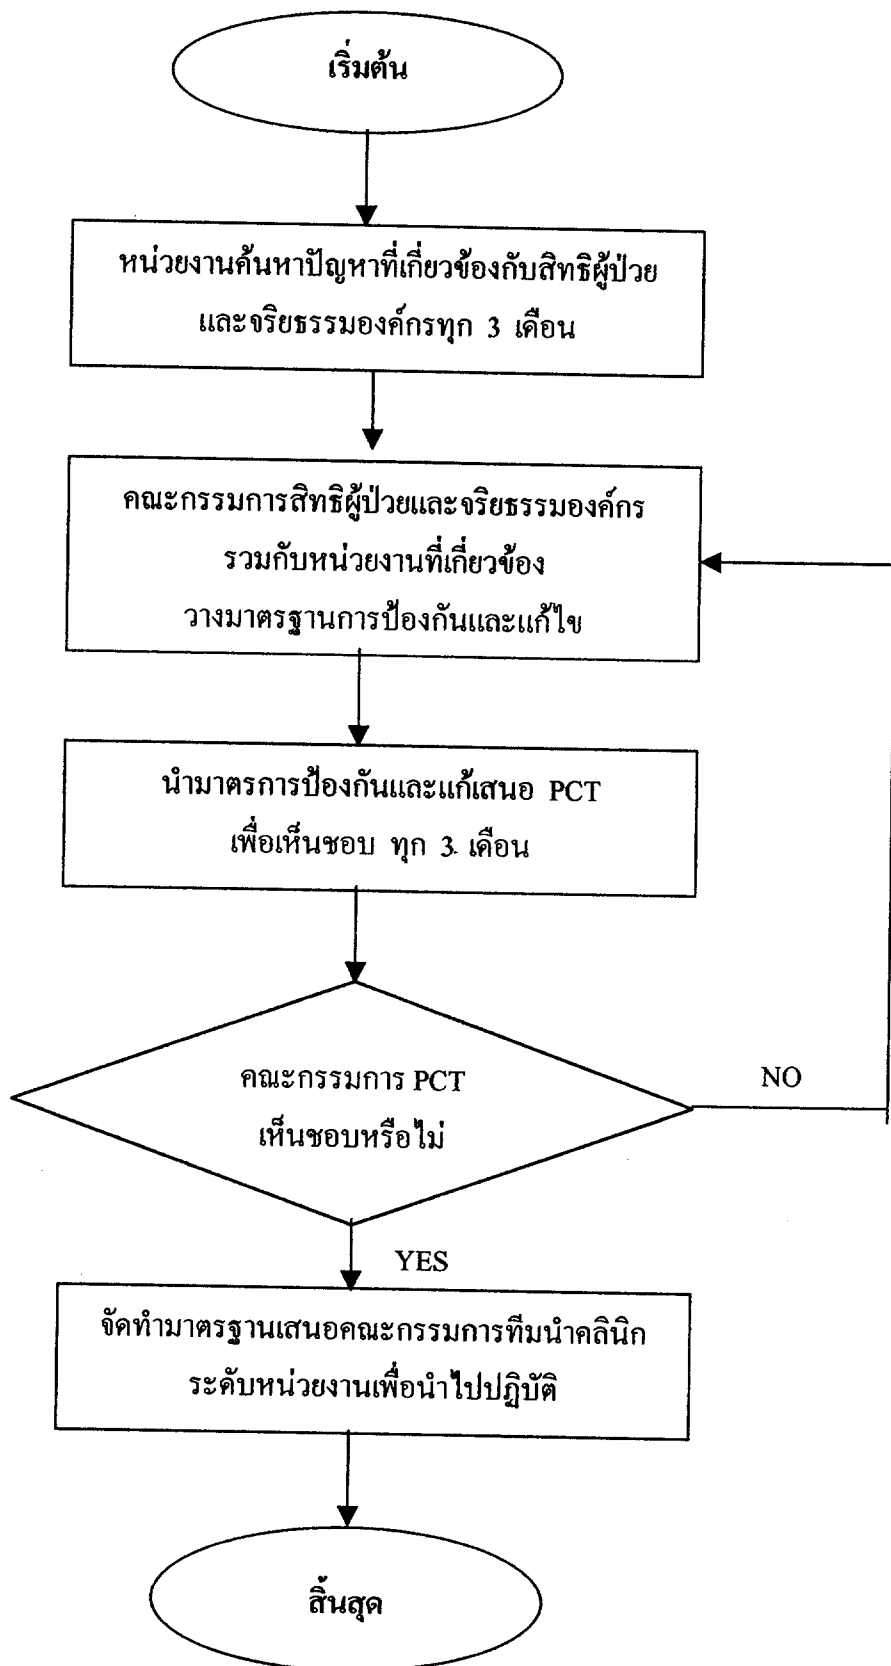 เริ่มต้น
หน่วยงานค้นหาปัญหาที่เกี่ยวข้องกับสิทธิผู้ป่วย
และจริยธรรมองค์กรทุก 3 เดือน
คณะกรรมการสิทธิผู้ป่วยและจริยธรรมองค์กร
รวมกับหน่วยงานที่เกี่ยวข้อง
วางมาตรฐานการป้องกันและแก้ไข
นำมาตรการป้องกันและแก้เสนอ PCT
เพื่อเห็นชอบ ทุก 3 เดือน
คณะกรรมการ PCT
เห็นชอบหรือไม่
NO
YES
จัดทำมาตรฐานเสนอคณะกรรมการทีมนำคลินิก
ระดับหน่วยงานเพื่อนำไปปฏิบัติ
สิ้นสุด